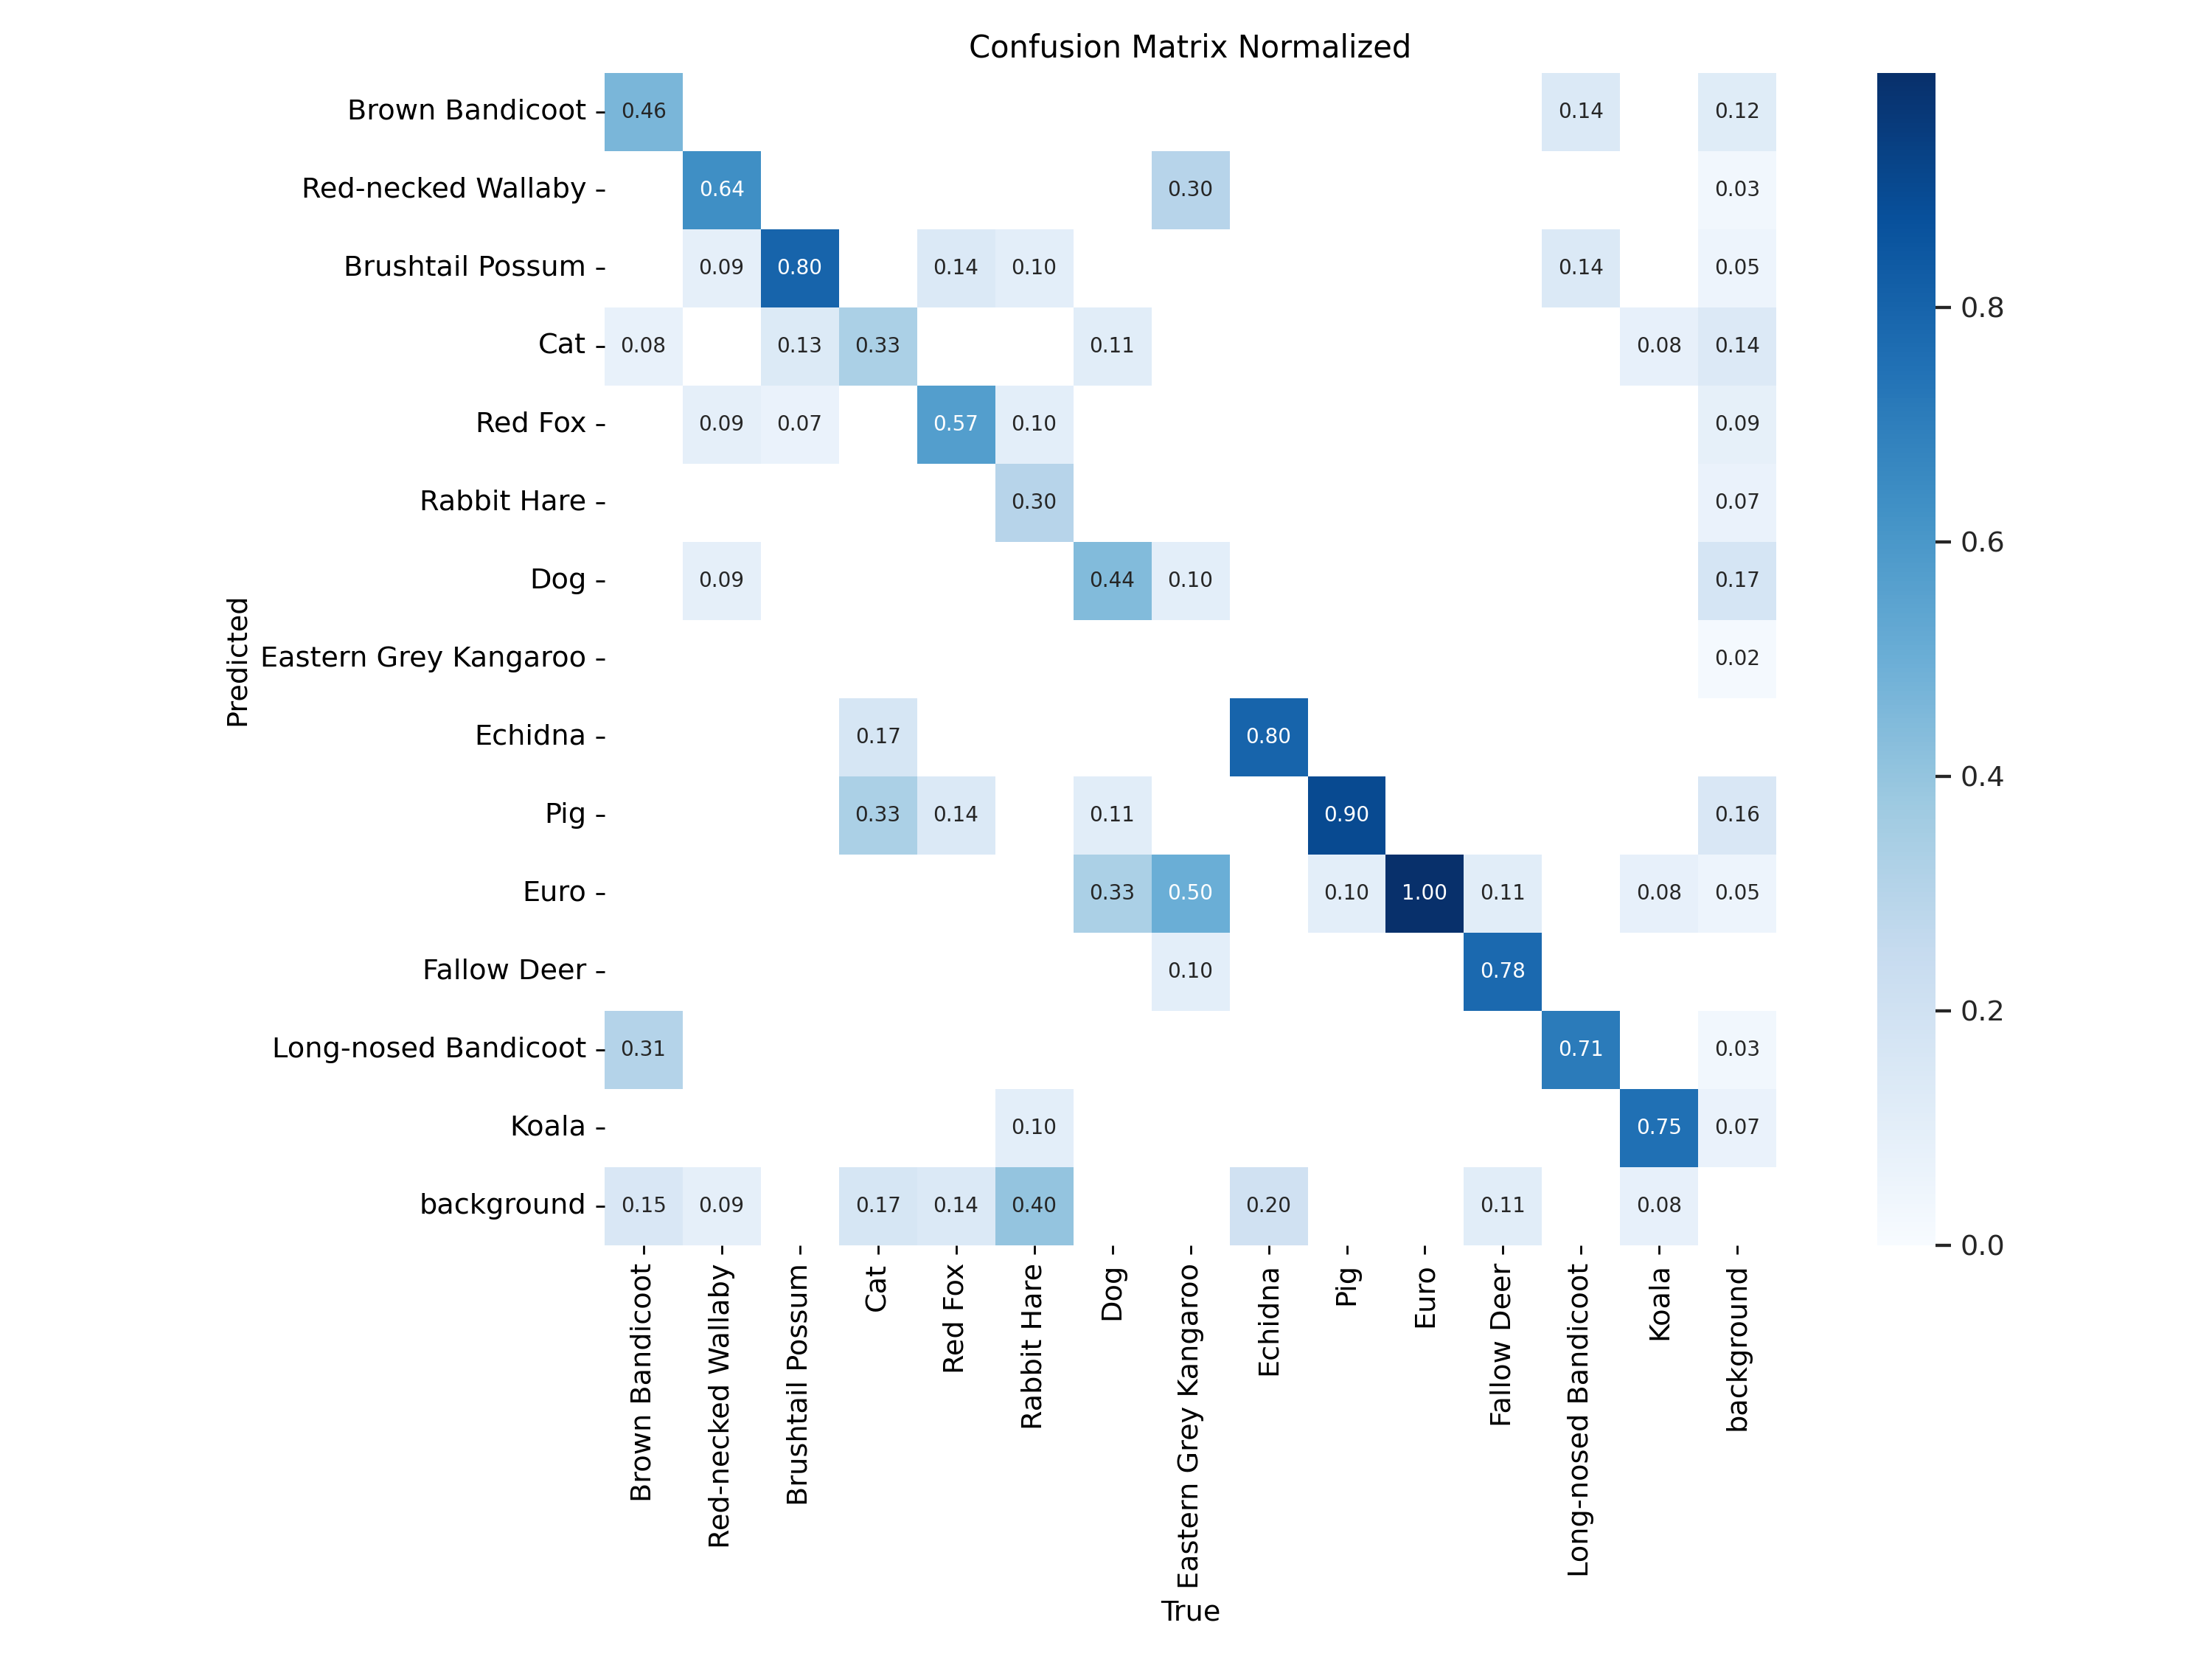 Confusion Matrix Normalized
Brown Bandicoot 0.46 0.14 0.12
Red-necked Wallaby 0.64 0.30 0.03
Brushtail Possum 0.09 0.80 0.14 0.10 0.14 0.05
Cat 0.08 0.13 0.33 0.11 0.08 0.14
Red Fox 0.09 0.07 0.57 0.10 0.09
Rabbit Hare 0.30 0.07
Dog 0.09 0.44 0.10 0.17
Eastern Grey Kangaroo 0.02
Echidna 0.17 0.80
Pig 0.33 0.14 0.11 0.90 0.16
Euro 0.33 0.50 0.10 1.00 0.11 0.08 0.05
Fallow Deer 0.10 0.78
Long-nosed Bandicoot 0.31 0.71 0.03
Koala 0.10 0.75 0.07
background 0.15 0.09 0.17 0.14 0.40 0.20 0.11 0.08
Predicted
Brown Bandicoot
Red-necked Wallaby
Brushtail Possum
Cat
Red Fox
Rabbit Hare
Dog
Eastern Grey Kangaroo
Echidna
Pig
Euro
Fallow Deer
Long-nosed Bandicoot
Koala
background
True
0.8
0.6
0.4
0.2
0.0